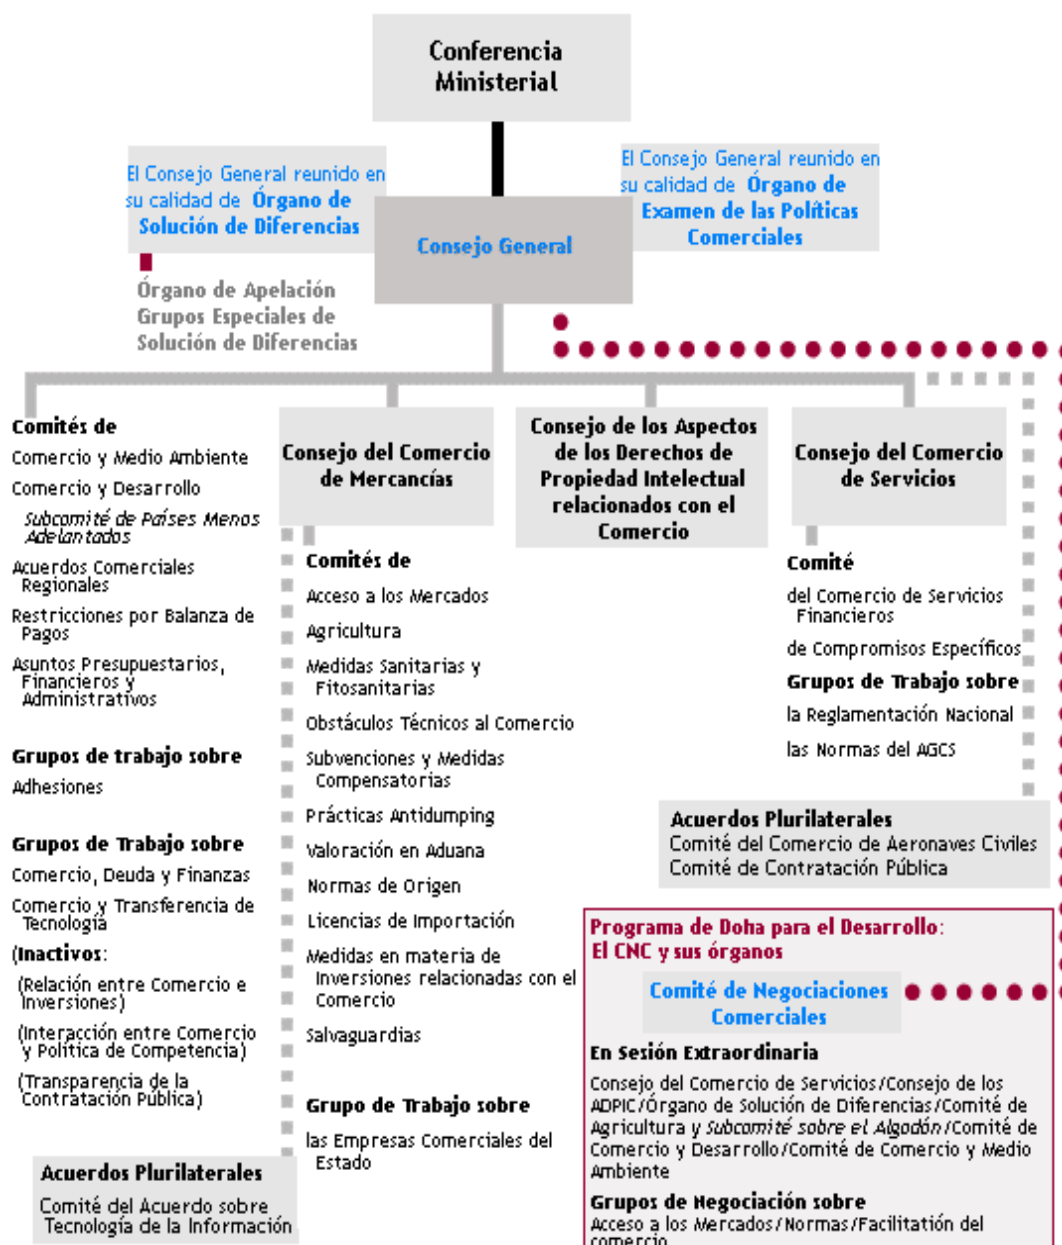 Conferencia
Ministerial
El Consejo General reunido en
su calidad de Órgano de
Solución de Diferencias
El Consejo General reunido en
su calidad de Órgano de
Examen de las Políticas
Comerciales
Consejo General
Órgano de Apelación
Grupos Especiales de
Solución de Diferencias
Comités de
Comercio y Medio Ambiente
Comercio y Desarrollo
Subcomité de Países Menos
Adelantados
Acuerdos Comerciales
Regionales
Restricciones por Balanza de
Pagos
Asuntos Presupuestarios,
Financieros y
Administrativos
Grupos de trabajo sobre
Adhesiones
Grupos de Trabajo sobre
Comercio, Deuda y Finanzas
Comercio y Transferencia de
Tecnología
(Inactivos:
(Relación entre Comercio e
Inversiones)
(Interacción entre Comercio
y Política de Competencia)
(Transparencia de la
Contratación Pública)
Acuerdos Plurilaterales
Comité del Acuerdo sobre
Tecnología de la Información
Consejo del Comercio
de Mercancías
Comités de
Acceso a los Mercados
Agricultura
Medidas Sanitarias y
Fitosanitarias
Obstáculos Técnicos al Comercio
Subvenciones y Medidas
Compensatorias
Prácticas Antidumping
Valoración en Aduana
Normas de Origen
Licencias de Importación
Medidas en materia de
Inversiones relacionadas con el
Comercio
Salvaguardias
Grupo de Trabajo sobre
las Empresas Comerciales del
Estado
Consejo de los Aspectos
de los Derechos de
Propiedad Intelectual
relacionados con el
Comercio
Consejo del Comercio
de Servicios
Comité
del Comercio de Servicios
Financieros
de Compromisos Específicos
Grupos de Trabajo sobre
la Reglamentación Nacional
las Normas del AGCS
Acuerdos Plurilaterales
Comité del Comercio de Aeronaves Civiles
Comité de Contratación Pública
Programa de Doha para el Desarrollo:
El CNC y sus órganos
Comité de Negociaciones
Comerciales
En Sesión Extraordinaria
Consejo del Comercio de Servicios/Consejo de los
ADPIC/Órgano de Solución de Diferencias/Comité de
Agricultura y Subcomité sobre el Algodón/Comité de
Comercio y Desarrollo/Comité de Comercio y Medio
Ambiente
Grupos de Negociación sobre
Acceso a los Mercados/Normas/Facilitatión del
comercio